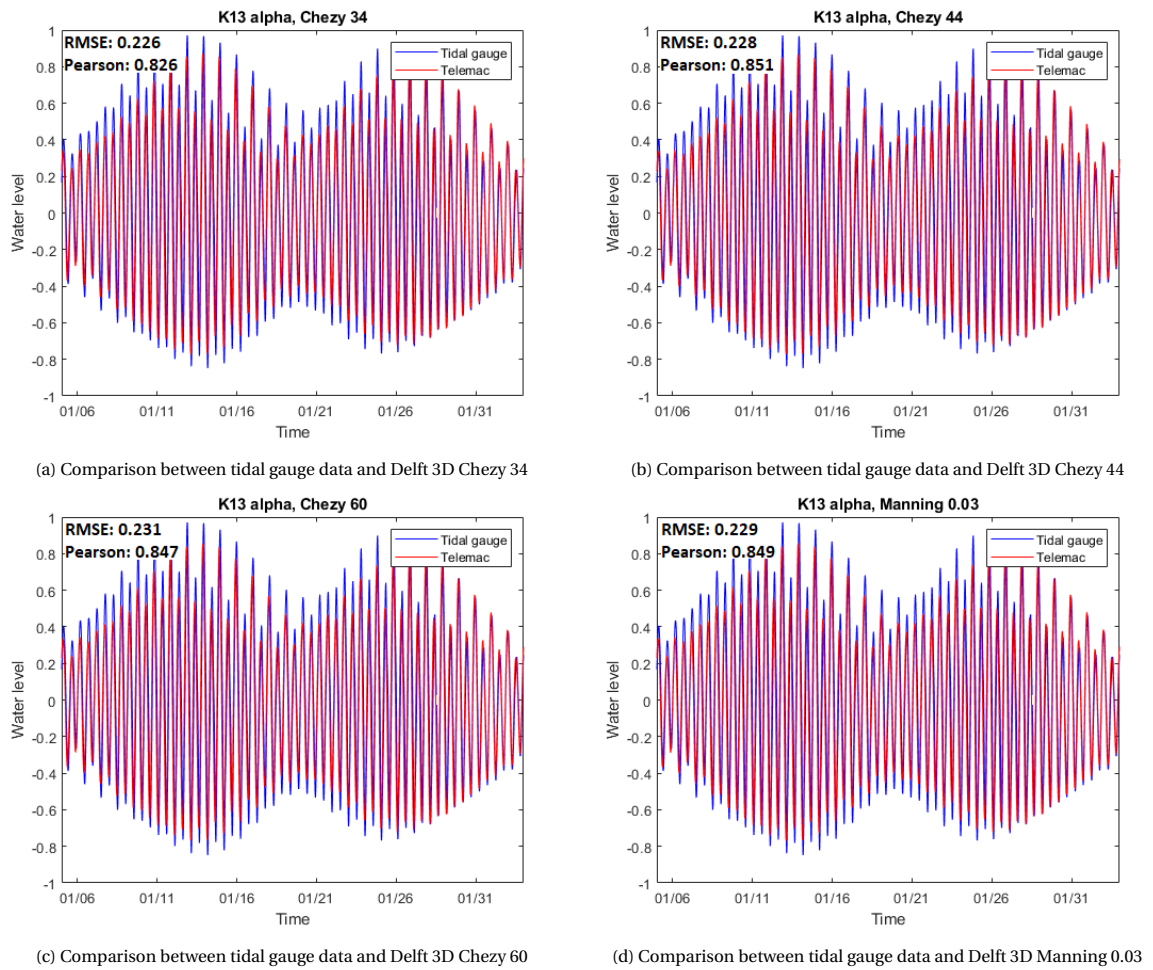 K13 alpha, Chezy 34
RMSE: 0.226
Pearson: 0.826
Tidal gauge
Telemac
1
0.8
0.6
0.4
0.2
0
-0.2
-0.4
-0.6
-0.8
-1
Water level
01/06 01/11 01/16 01/21 01/26 01/31
Time
(a) Comparison between tidal gauge data and Delft 3D Chezy 34
K13 alpha, Chezy 44
RMSE: 0.228
Pearson: 0.851
Tidal gauge
Telemac
1
0.8
0.6
0.4
0.2
0
-0.2
-0.4
-0.6
-0.8
-1
Water level
01/06 01/11 01/16 01/21 01/26 01/31
Time
(b) Comparison between tidal gauge data and Delft 3D Chezy 44
K13 alpha, Chezy 60
RMSE: 0.231
Pearson: 0.847
Tidal gauge
Telemac
1
0.8
0.6
0.4
0.2
0
-0.2
-0.4
-0.6
-0.8
-1
Water level
01/06 01/11 01/16 01/21 01/26 01/31
Time
(c) Comparison between tidal gauge data and Delft 3D Chezy 60
K13 alpha, Manning 0.03
RMSE: 0.229
Pearson: 0.849
Tidal gauge
Telemac
1
0.8
0.6
0.4
0.2
0
-0.2
-0.4
-0.6
-0.8
-1
Water level
01/06 01/11 01/16 01/21 01/26 01/31
Time
(d) Comparison between tidal gauge data and Delft 3D Manning 0.03